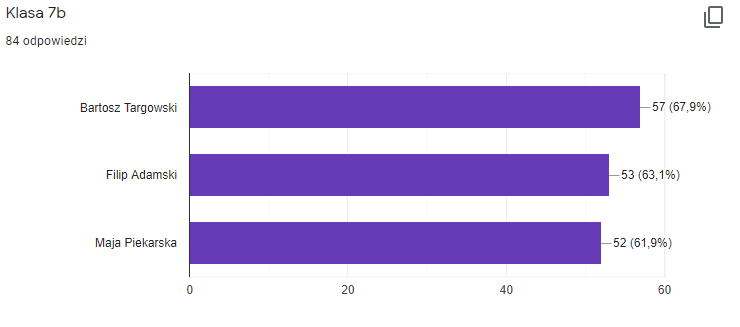 Klasa 7b
84 odpowiedzi
Bartosz Targowski 57 (67,9%)
Filip Adamski 53 (63,1%)
Maja Piekarska 52 (61,9%)
0 20 40 60